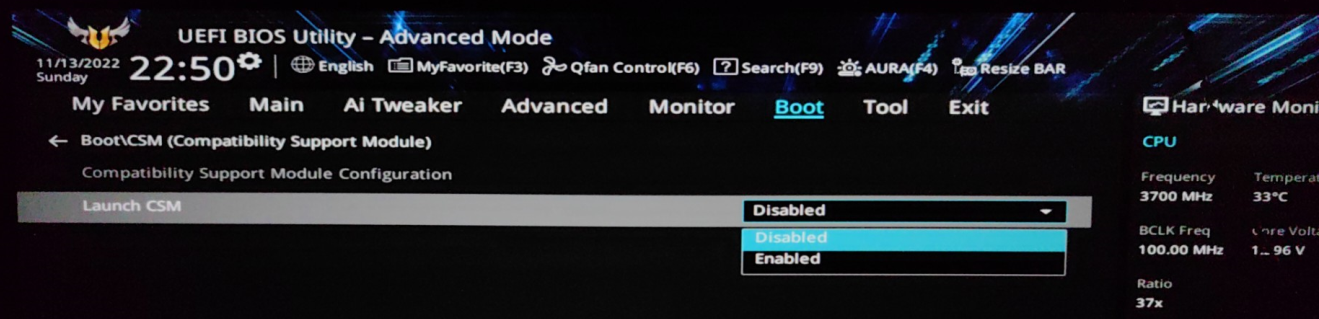 UEFI BIOS Utility – Advanced Mode
11/13/2022
Sunday
22:50
English MyFavorite(F3) Qfan Control(F6) ? Search(F9) AURA(F4) Resize BAR
My Favorites Main Ai Tweaker Advanced Monitor Boot Tool Exit
Boot\CSM (Compatibility Support Module)
Compatibility Support Module Configuration
Launch CSM
Disabled
Disabled
Enabled
CPU
Frequency
3700 MHz
33°C
BCLK Freq
100.00 MHz
Ratio
37x